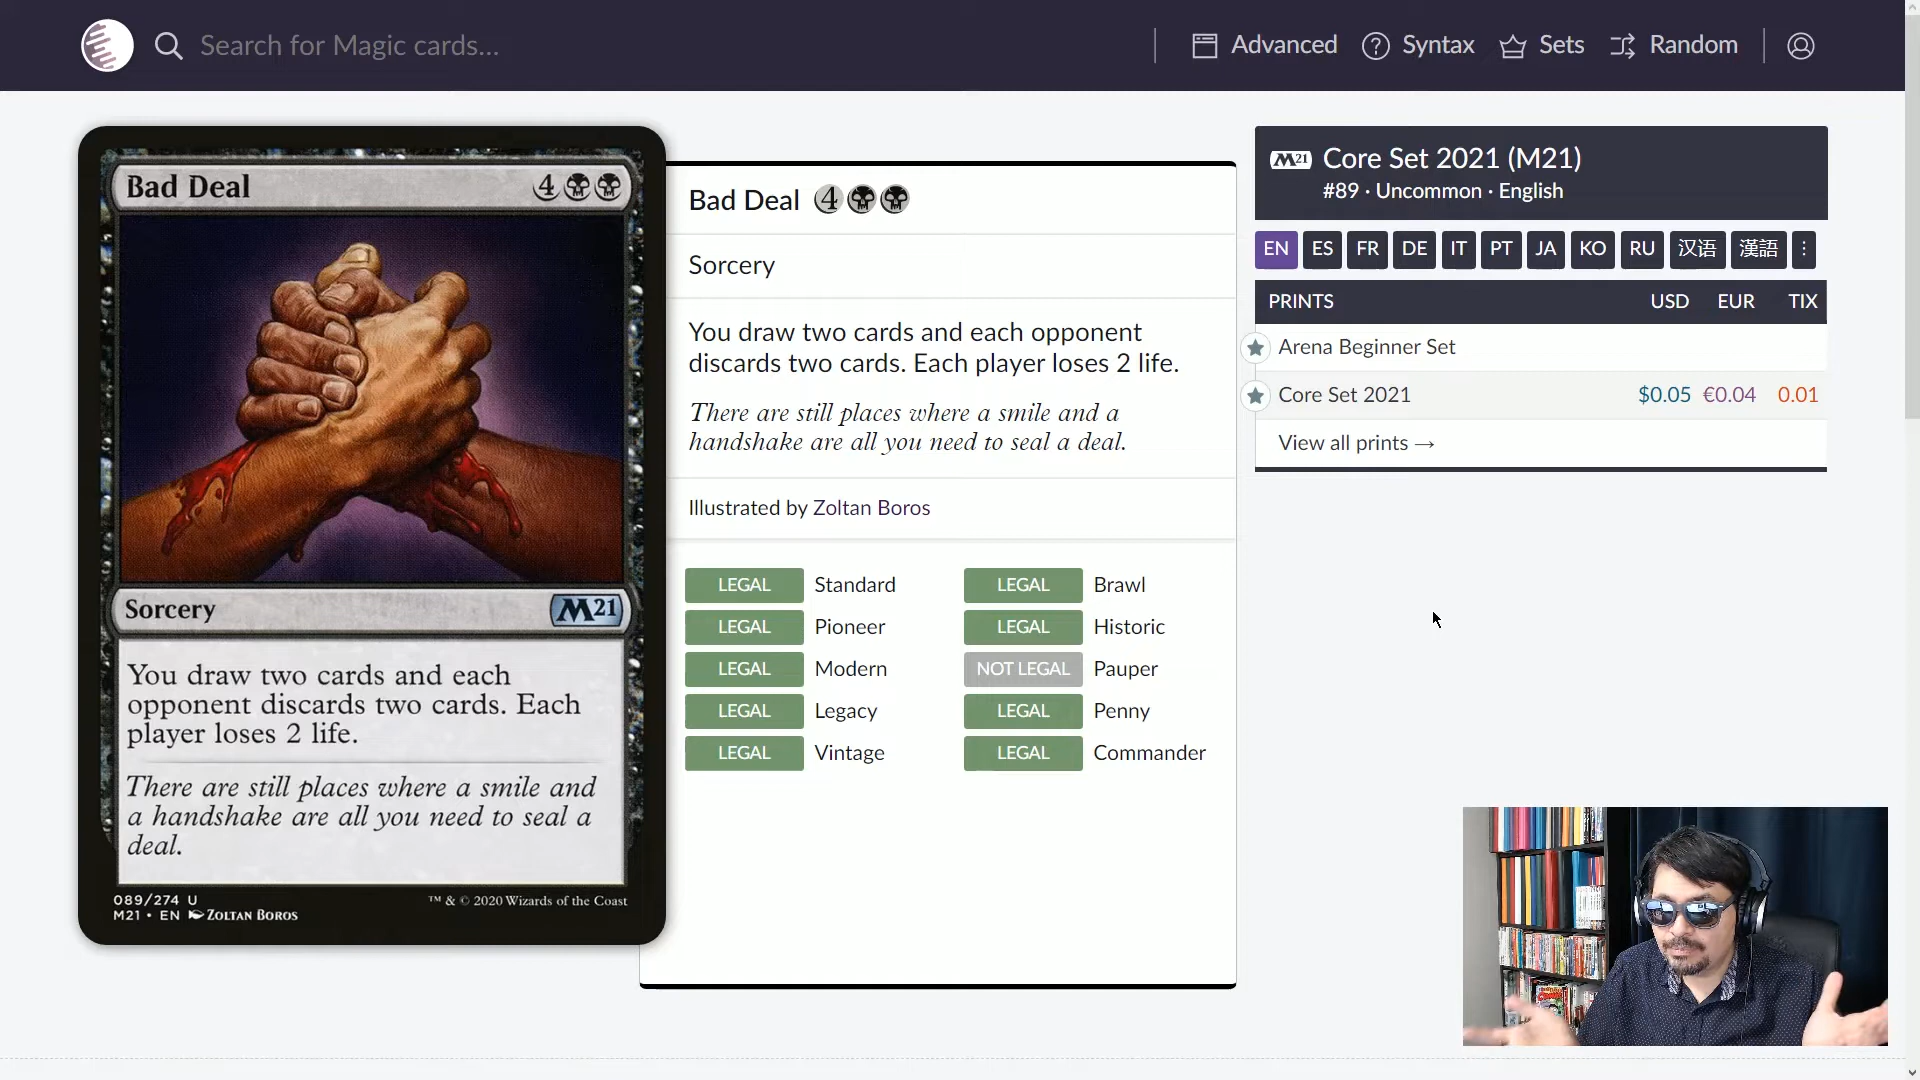 Search for Magic cards...
Advanced
Syntax
Sets
Random
Bad Deal 4
Sorcery
M21
You draw two cards and each
opponent discards two cards. Each
player loses 2 life.
There are still places where a smile and
a handshake are all you need to seal a
deal.
089/274 U
M21 • EN ZOLTAN BOROS
™ & © 2020 Wizards of the Coast
Bad Deal 4
Sorcery
You draw two cards and each opponent
discards two cards. Each player loses 2 life.
There are still places where a smile and a
handshake are all you need to seal a deal.
Illustrated by Zoltan Boros
LEGAL Standard LEGAL Brawl
LEGAL Pioneer LEGAL Historic
LEGAL Modern NOT LEGAL Pauper
LEGAL Legacy LEGAL Penny
LEGAL Vintage LEGAL Commander
M21 Core Set 2021 (M21)
#89 · Uncommon · English
EN ES FR DE IT PT JA KO RU 汉语 漢語 ⋮
PRINTS USD EUR TIX
Arena Beginner Set
Core Set 2021 $0.05 €0.04 0.01
View all prints →